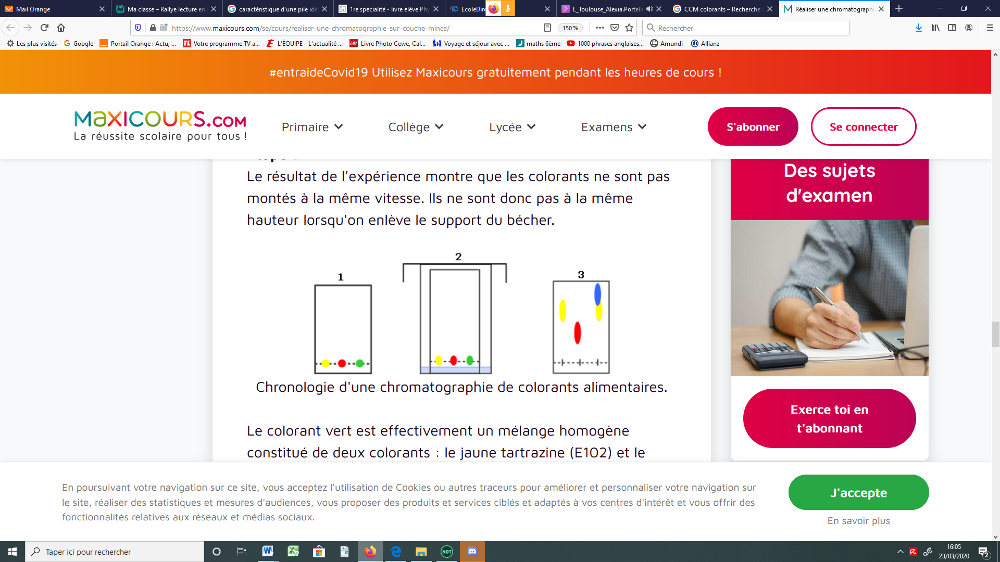 Mail Orange
Ma classe – Rallye lecture en l
caractéristique d'une pile idé
1re spécialité - livre élève Phy
EcoleDire
L_Toulouse_Alexia.Portelli
CCM colorants – Recherche G
Réaliser une chromatographi
https://www.maxicours.com/se/cours/realiser-une-chromatographie-sur-couche-mince/
150 %
Rechercher
Les plus visités
Google
Portail Orange : Actu, ...
Votre programme TV a...
L'ÉQUIPE - L'actualité ...
Livre Photo Cewe, Cal...
Voyage et séjour avec ...
maths 6ème
1000 phrases anglaises...
Amundi
Allianz
#entraideCovid19 Utilisez Maxicours gratuitement pendant les heures de cours !
MAXICOURS.COM
La réussite scolaire pour tous !
Primaire
Collège
Lycée
Examens
S'abonner
Se connecter
Le résultat de l'expérience montre que les colorants ne sont pas
montés à la même vitesse. Ils ne sont donc pas à la même
hauteur lorsqu'on enlève le support du bécher.
1
2
3
Chronologie d'une chromatographie de colorants alimentaires.
Le colorant vert est effectivement un mélange homogène
constitué de deux colorants : le jaune tartrazine (E102) et le
Des sujets
d'examen
Exerce toi en
t'abonnant
En poursuivant votre navigation sur ce site, vous acceptez l'utilisation de Cookies ou autres traceurs pour améliorer et personnaliser votre navigation sur
le site, réaliser des statistiques et mesures d'audiences, vous proposer des produits et services ciblés et adaptés à vos centres d'intérêt et vous offrir des
fonctionnalités relatives aux réseaux et médias sociaux.
J'accepte
En savoir plus
Taper ici pour rechercher
NOT
16:05
23/03/2020
2